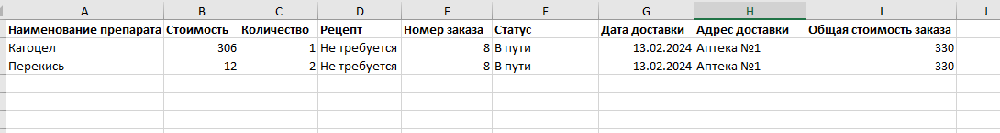 A B C D E F G H I J
Наименование препарата Стоимость Количество Рецепт Номер заказа Статус Дата доставки Адрес доставки Общая стоимость заказа
Кагоцел 306 1 Не требуется 8 В пути 13.02.2024 Аптека №1 330
Перекись 12 2 Не требуется 8 В пути 13.02.2024 Аптека №1 330